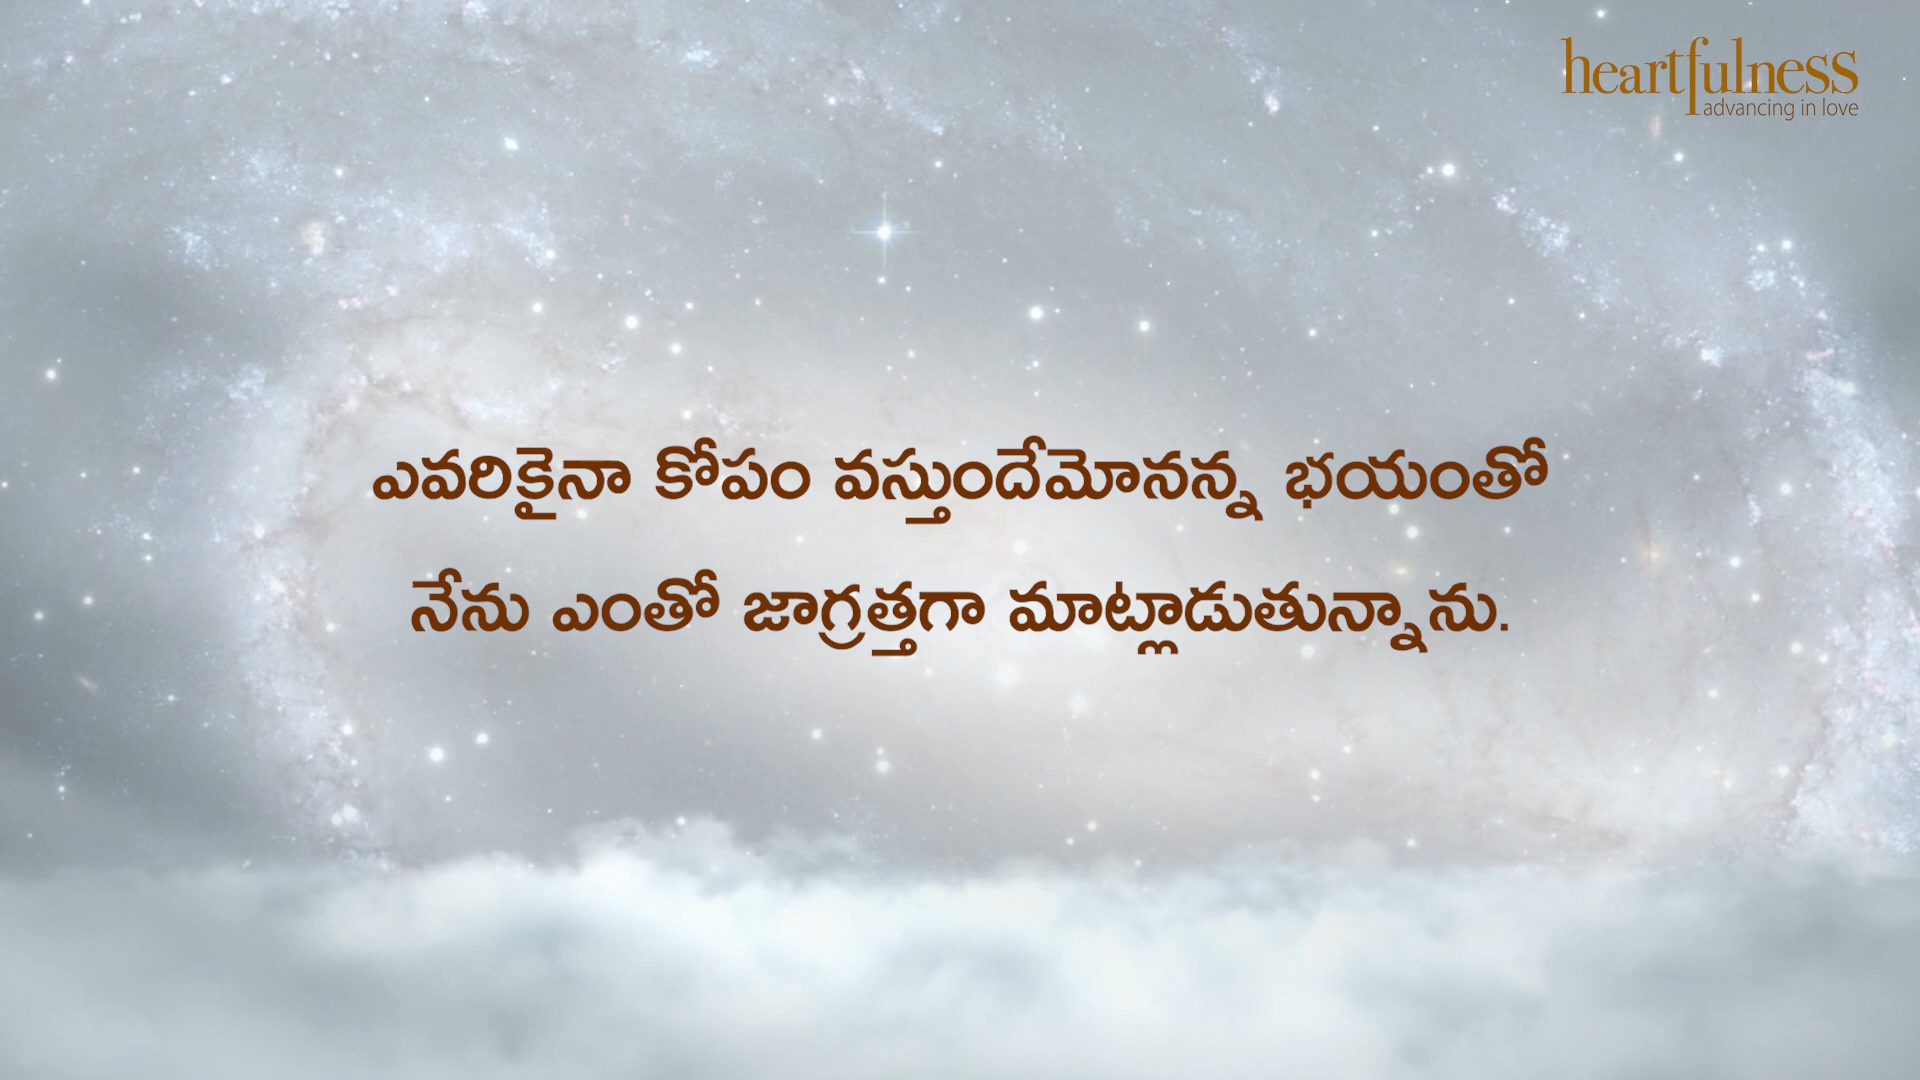 heartfulness
advancing in love
ఎవరికైనా కోపం వస్తుందేమోనన్న భయంతో
నేను ఎంతో జాగ్రత్తగా మాట్లాడుతున్నాను.